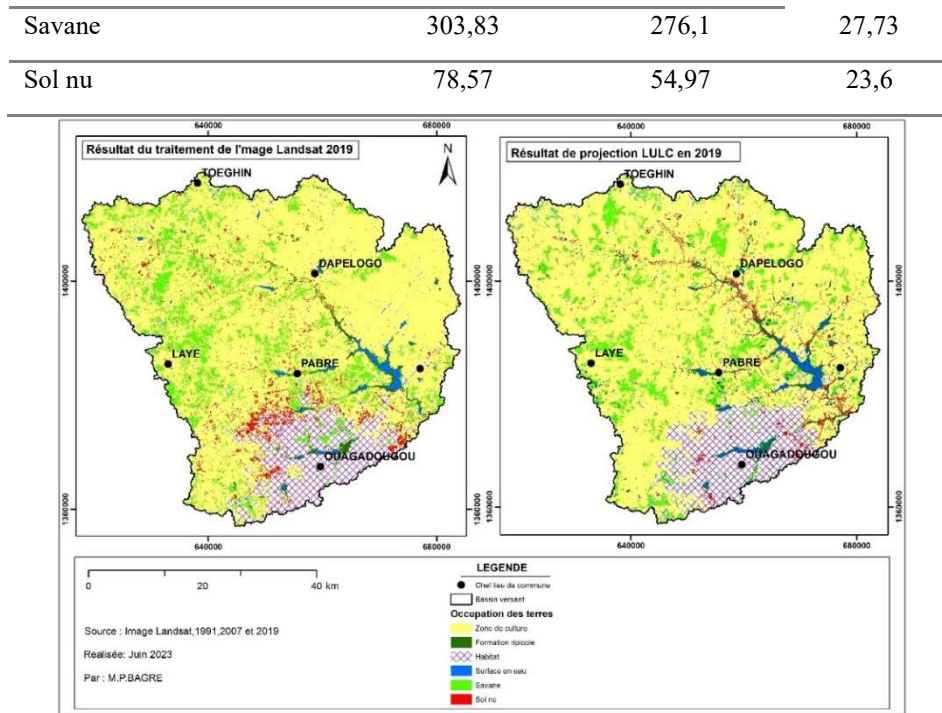 Savane 303,83 276,1 27,73
Sol nu 78,57 54,97 23,6
640000 680000 640000 680000
Résultat du traitement de l'mage Landsat 2019
N
Résultat de projection LULC en 2019
TOEGHIN
TOEGHIN
DAPELOGO
DAPELOGO
1400000
1400000
1400000
LAYE
PABRE
LAYE
PABRE
OUAGADOUGOU
OUAGADOUGOU
1360000
1360000
1360000
640000 680000 640000 680000
0 20 40 km
Source : Image Landsat,1991,2007 et 2019
Realisée: Juin 2023
Par : M.P.BAGRE
LEGENDE
Chef lieu de commune
Bassin versant
Occupation des terres
Zone de culture
Formation ripicole
Habitat
Surface en eau
Savane
Sol nu